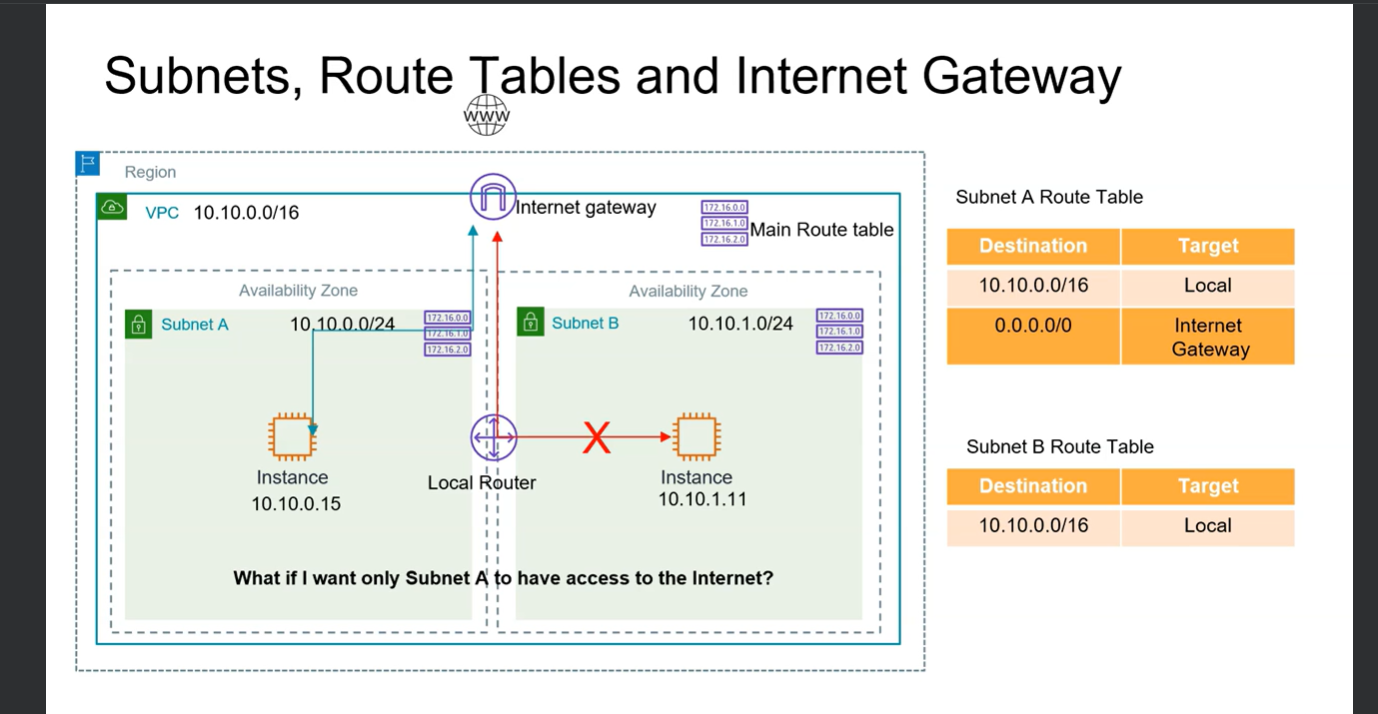 Subnets, Route Tables and Internet Gateway
WWW
Region
VPC 10.10.0.0/16
Internet gateway
172.16.0.0
172.16.1.0
172.16.2.0
Main Route table
Availability Zone
Subnet A 10.10.0.0/24
172.16.0.0
172.16.1.0
172.16.2.0
Instance
10.10.0.15
Local Router
Availability Zone
Subnet B 10.10.1.0/24
172.16.0.0
172.16.1.0
172.16.2.0
X
Instance
10.10.1.11
What if I want only Subnet A to have access to the Internet?
Subnet A Route Table
Destination Target
10.10.0.0/16 Local
0.0.0.0/0 Internet
Gateway
Subnet B Route Table
Destination Target
10.10.0.0/16 Local